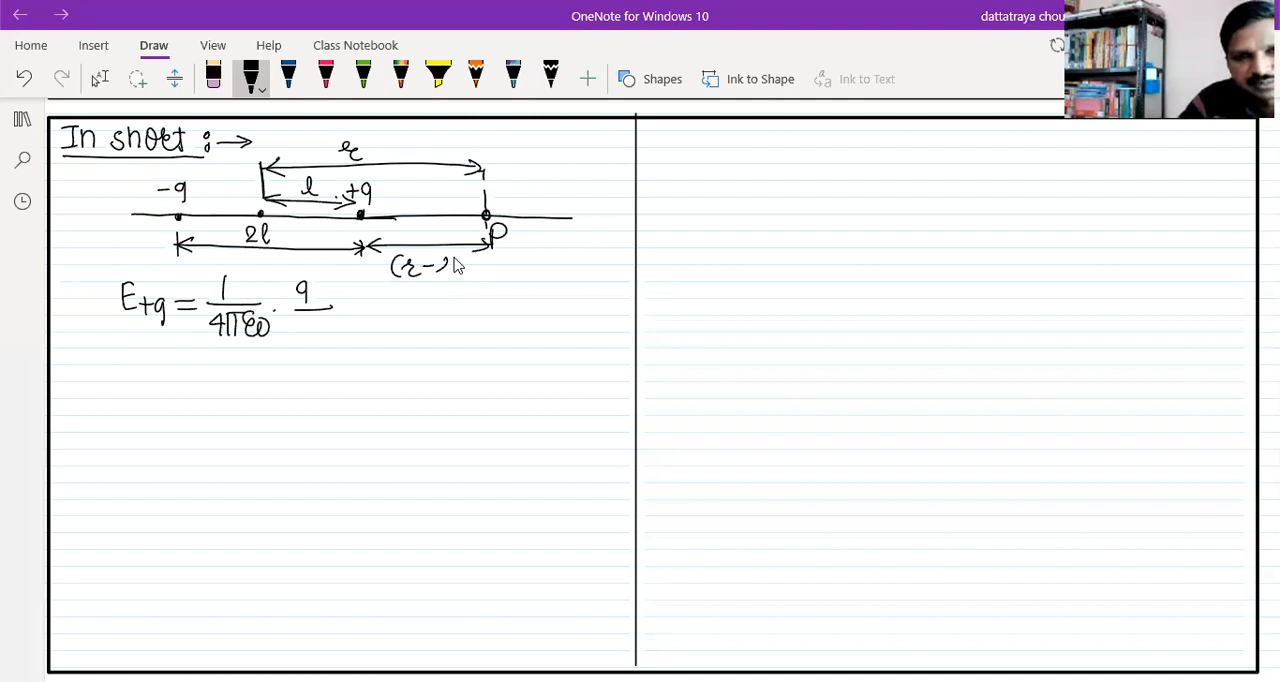 OneNote for Windows 10
dattatraya chou
Home Insert Draw View Help Class Notebook
Shapes Ink to Shape Ink to Text
In short :→
r
-q l +q
2l P
(r-
E+q = 1/4πε0 · q